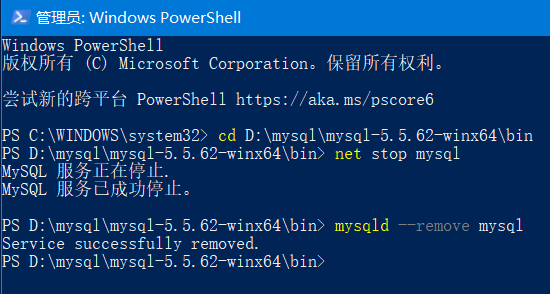 管理员: Windows PowerShell
Windows PowerShell
版权所有 (C) Microsoft Corporation。保留所有权利。
尝试新的跨平台 PowerShell https://aka.ms/pscore6
PS C:\WINDOWS\system32> cd D:\mysql\mysql-5.5.62-winx64\bin
PS D:\mysql\mysql-5.5.62-winx64\bin> net stop mysql
MySQL 服务正在停止.
MySQL 服务已成功停止。
PS D:\mysql\mysql-5.5.62-winx64\bin> mysqld --remove mysql
Service successfully removed.
PS D:\mysql\mysql-5.5.62-winx64\bin>